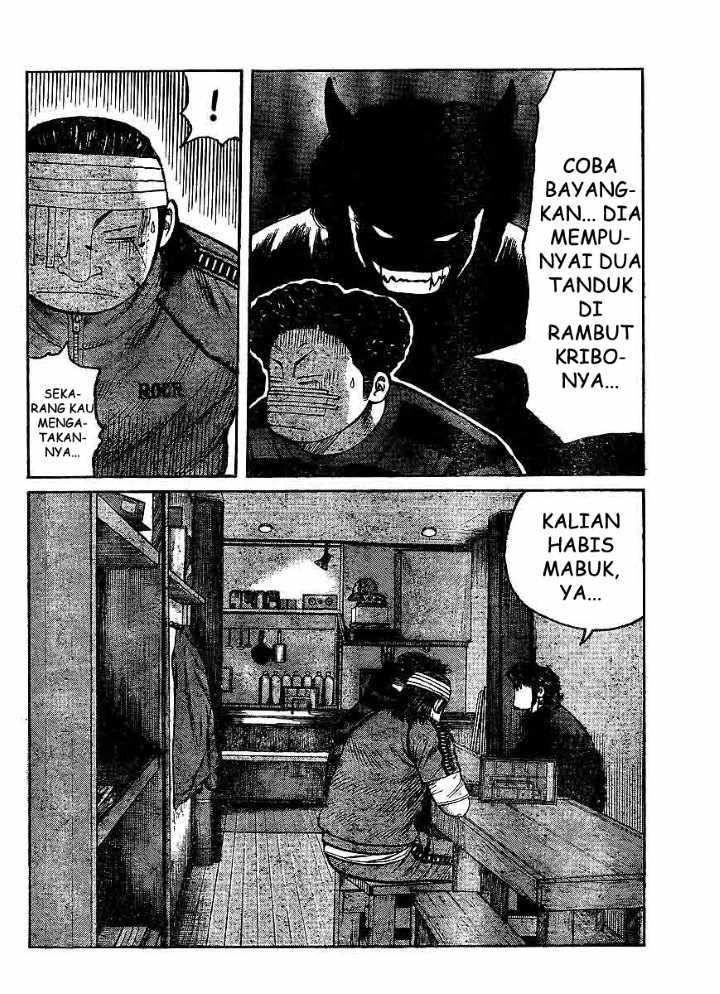 COBA
BAYANG-
KAN... DIA
MEMPU-
NYAI DUA
TANDUK
DI
RAMBUT
KRIBO-
NYA...
!
ROCK
SEKA-
RANG KAU
MENGA-
TAKAN-
NYA...
KALIAN
HABIS
MABUK,
YA...